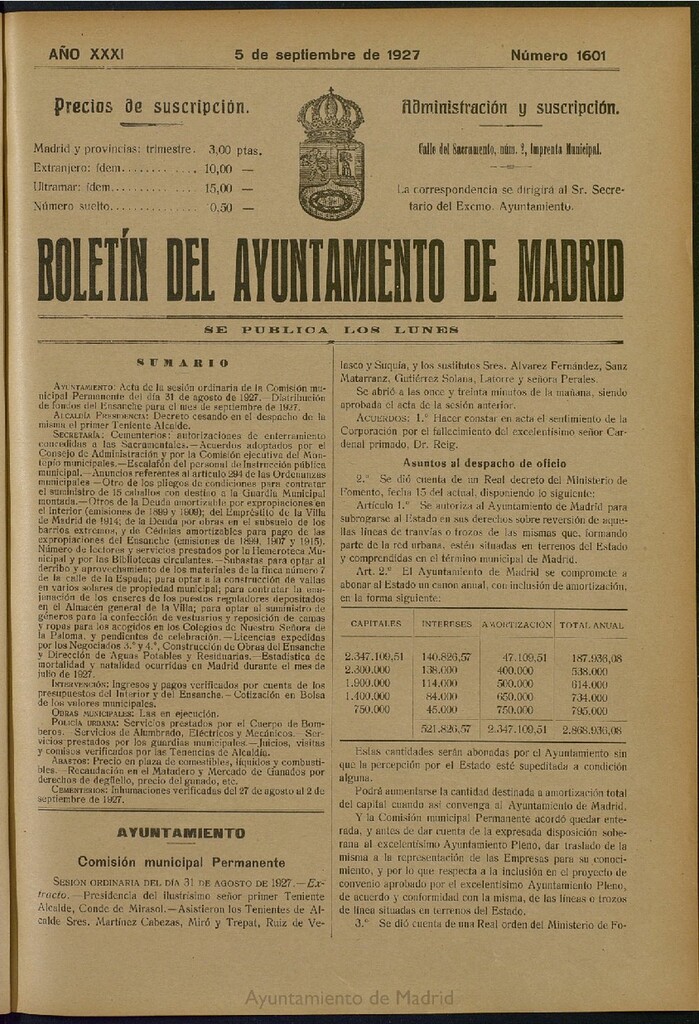 AÑO XXXI 5 de septiembre de 1927 Número 1601
Precios de suscripción.
Madrid y provincias: trimestre. 3,00 ptas.
Extranjero: ídem........... 10,00 —
Ultramar: ídem............ 15,00 —
Número suelto............. 0,50 —
Administración y suscripción.
Calle del Sacramento, núm. 2, Imprenta Municipal.
La correspondencia se dirigirá al Sr. Secre-
tario del Excmo. Ayuntamiento.
BOLETÍN DEL AYUNTAMIENTO DE MADRID
SE PUBLICA LOS LUNES
SUMARIO
AYUNTAMIENTO: Acta de la sesión ordinaria de la Comisión mu-
nicipal Permanente del día 31 de agosto de 1927.—Distribución
de fondos del Ensanche para el mes de septiembre de 1927.
ALCALDÍA PRESIDENCIA: Decreto cesando en el despacho de la
misma el primer Teniente Alcalde.
SECRETARÍA: Cementerios: autorizaciones de enterramiento
concedidas a las Sacramentales.—Acuerdos adoptados por el
Consejo de Administración y por la Comisión ejecutiva del Mon-
tepío municipales.—Escalafón del personal de Instrucción pública
municipal.—Anuncios referentes al artículo 294 de las Ordenanzas
municipales—Otro de los pliegos de condiciones para contratar
el suministro de 15 caballos con destino a la Guardia Municipal
montada.—Otros de la Deuda amortizable por expropiaciones en
el Interior (emisiones de 1899 y 1909); del Empréstito de la Villa
de Madrid de 1914; de la Deuda por obras en el subsuelo de los
barrios extremos, y de Cédulas amortizables para pago de las
expropiaciones del Ensanche (emisiones de 1899, 1907 y 1915).
Número de lectores y servicios prestados por la Hemeroteca Mu-
nicipal y por las Bibliotecas circulantes.—Subastas para optar al
derribo y aprovechamiento de los materiales de la finca número 7
de la calle de la Espada; para optar a la construcción de vallas
en varios solares de propiedad municipal; para contratar la ena-
jenación de los enseres de los puestos reguladores depositados
en el Almacén general de la Villa; para optar al suministro de
géneros para la confección de vestuarios y reposición de camas
y ropas para los acogidos en los Colegios de Nuestra Señora de
la Paloma, y pendientes de celebración.—Licencias expedidas
por los Negociados 3.º y 4.º, Construcción de Obras del Ensanche
y Dirección de Aguas Potables y Residuarias.—Estadística de
mortalidad y natalidad ocurridas en Madrid durante el mes de
julio de 1927.
INTERVENCIÓN: Ingresos y pagos verificados por cuenta de los
presupuestos del Interior y del Ensanche.—Cotización en Bolsa
de los valores municipales.
OBRAS MUNICIPALES: Las en ejecución.
POLICÍA URBANA: Servicios prestados por el Cuerpo de Bom-
beros.—Servicios de Alumbrado, Eléctricos y Mecánicos.—Ser-
vicios prestados por los guardias municipales.—Juicios, visitas
y comisos verificados por las Tenencias de Alcaldía.
ABASTOS: Precio en plaza de comestibles, líquidos y combusti-
bles.—Recaudación en el Matadero y Mercado de Ganados por
derechos de degüello, precio del ganado, etc.
CEMENTERIOS: Inhumaciones verificadas del 27 de agosto al 2 de
septiembre de 1927.
AYUNTAMIENTO
Comisión municipal Permanente
SESIÓN ORDINARIA DEL DÍA 31 DE AGOSTO DE 1927.—Ex-
tracto.—Presidencia del ilustrísimo señor primer Teniente
Alcalde, Conde de Mirasol.—Asistieron los Tenientes de Al-
calde Sres. Martínez Cabezas, Miró y Trepat, Ruiz de Ve-
lasco y Suquía, y los sustitutos Sres. Alvarez Fernández, Sanz
Matarranz, Gutiérrez Solana, Latorre y señora Perales.
Se abrió a las once y treinta minutos de la mañana, siendo
aprobada el acta de la sesión anterior.
ACUERDOS: 1.º Hacer constar en acta el sentimiento de la
Corporación por el fallecimiento del excelentísimo señor Car-
denal primado, Dr. Reig.
Asuntos al despacho de oficio
2.º Se dió cuenta de un Real decreto del Ministerio de
Fomento, fecha 15 del actual, disponiendo lo siguiente:
Artículo 1.º Se autoriza al Ayuntamiento de Madrid para
subrogarse al Estado en sus derechos sobre reversión de aque-
llas líneas de tranvías o trozos de las mismas que, formando
parte de la red urbana, estén situadas en terrenos del Estado
y comprendidas en el término municipal de Madrid.
Art. 2.º El Ayuntamiento de Madrid se compromete a
abonar al Estado un canon anual, con inclusión de amortización,
en la forma siguiente:
CAPITALES INTERESES AMORTIZACIÓN TOTAL ANUAL
2.347.109,51 140.826,57 47.109,51 187.936,08
2.300.000 138.000 400.000 538.000
1.900.000 114.000 500.000 614.000
1.400.000 84.000 650.000 734.000
750.000 45.000 750.000 795,000
521.826,57 2.347.109,51 2.868.936,08
Estas cantidades serán abonadas por el Ayuntamiento sin
que la percepción por el Estado esté supeditada a condición
alguna.
Podrá aumentarse la cantidad destinada a amortización total
del capital cuando así convenga al Ayuntamiento de Madrid.
Y la Comisión municipal Permanente acordó quedar ente-
rada, y antes de dar cuenta de la expresada disposición sobe-
rana al excelentísimo Ayuntamiento Pleno, dar traslado de la
misma a la representación de las Empresas para su conoci-
miento, y por lo que respecta a la inclusión en el proyecto de
convenio aprobado por el excelentísimo Ayuntamiento Pleno,
de acuerdo y conformidad con la misma, de las líneas o trozos
de línea situadas en terrenos del Estado.
3.º Se dió cuenta de una Real orden del Ministerio de Fo-
Ayuntamiento de Madrid